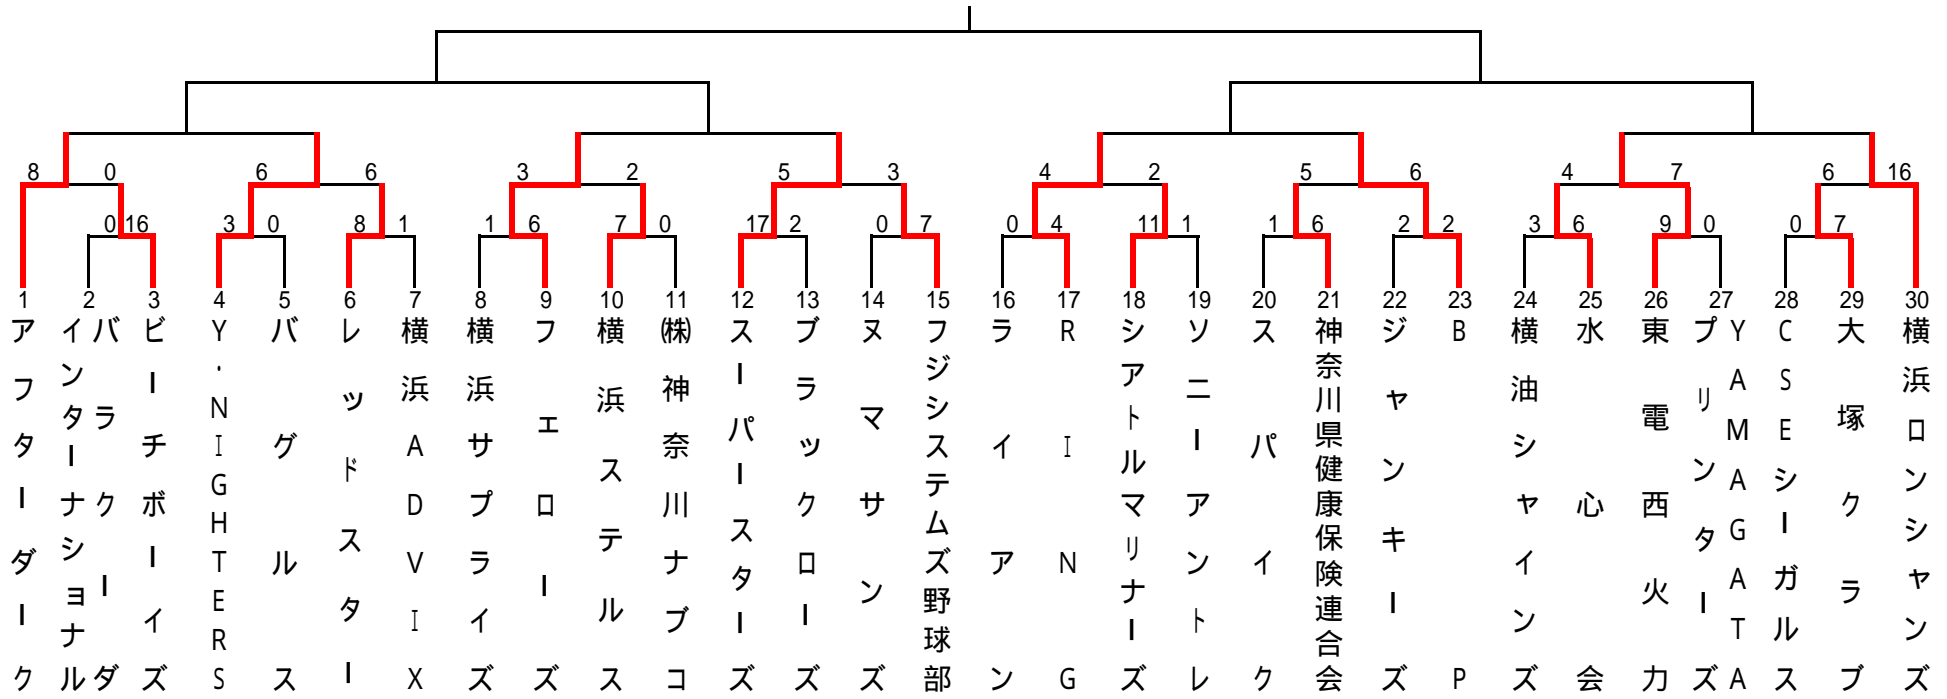 8 0 6 6 3 2 5 3 4 2 5 6 4 7 6 16
0 16 3 0 8 1 1 6 7 0 17 2 0 7 0 4 11 1 1 6 2 2 3 6 9 0 0 7
1 2 3 4 5 6 7 8 9 10 11 12 13 14 15 16 17 18 19 20 21 22 23 24 25 26 27 28 29 30
アフターダーク
バラクーダ
インターナショナル
ビーチボーイズ
Y・NIGHTERS
バグルス
レッドスター
横浜ADVIX
横浜サプライズ
フェローズ
横浜ステルス
㈱神奈川ナブコ
スーパースターズ
ブラックローズ
ヌマサンズ
フジシステムズ野球部
ライアン
RING
シアトルマリナーズ
ソニーアントレ
スパイク
神奈川県健康保険連合会
ジャンキーズ
BP
横油シャインズ
水心会
東電西火力
YAMAGATA
プリンターズ
CSEシーガルス
大塚クラブ
横浜ロンシャンズ